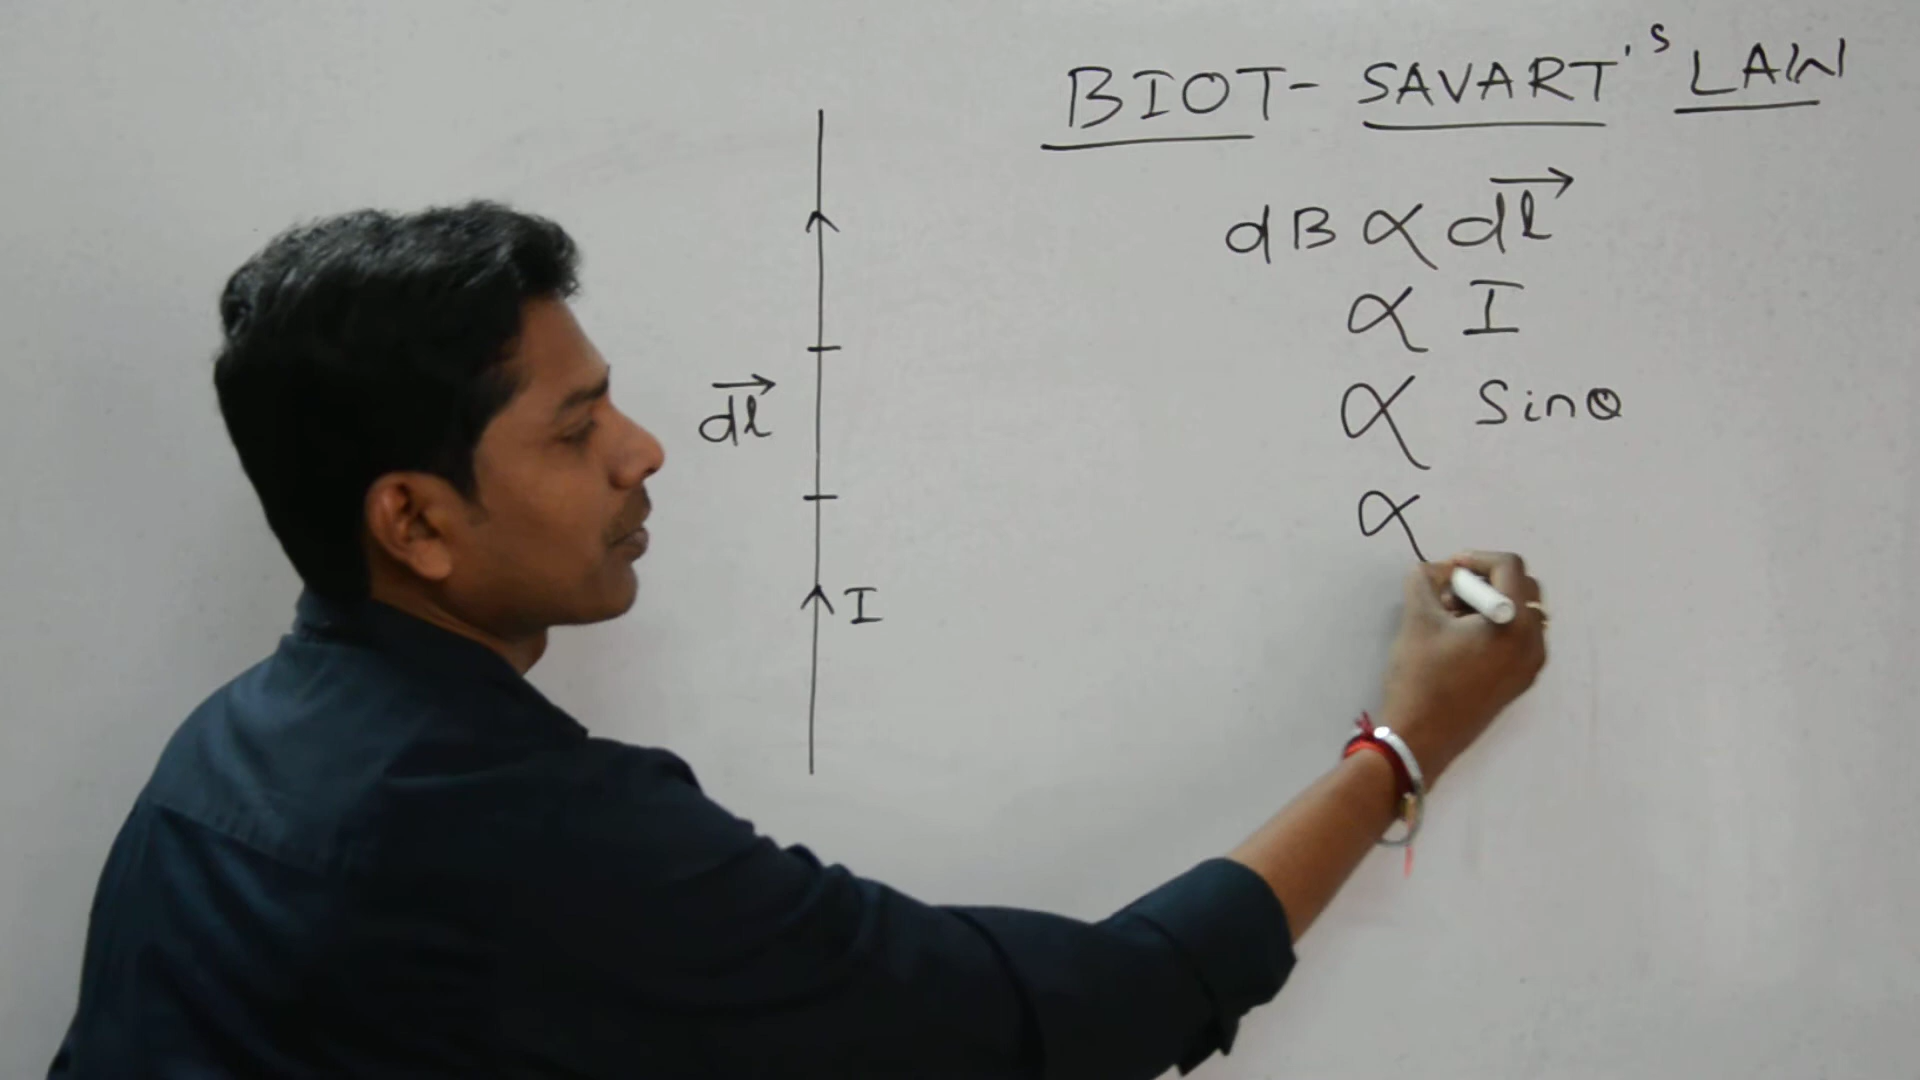 BIOT-SAVART'S LAW
dB ∝ d⃗l
∝ I
∝ Sinθ
∝
d⃗l
I